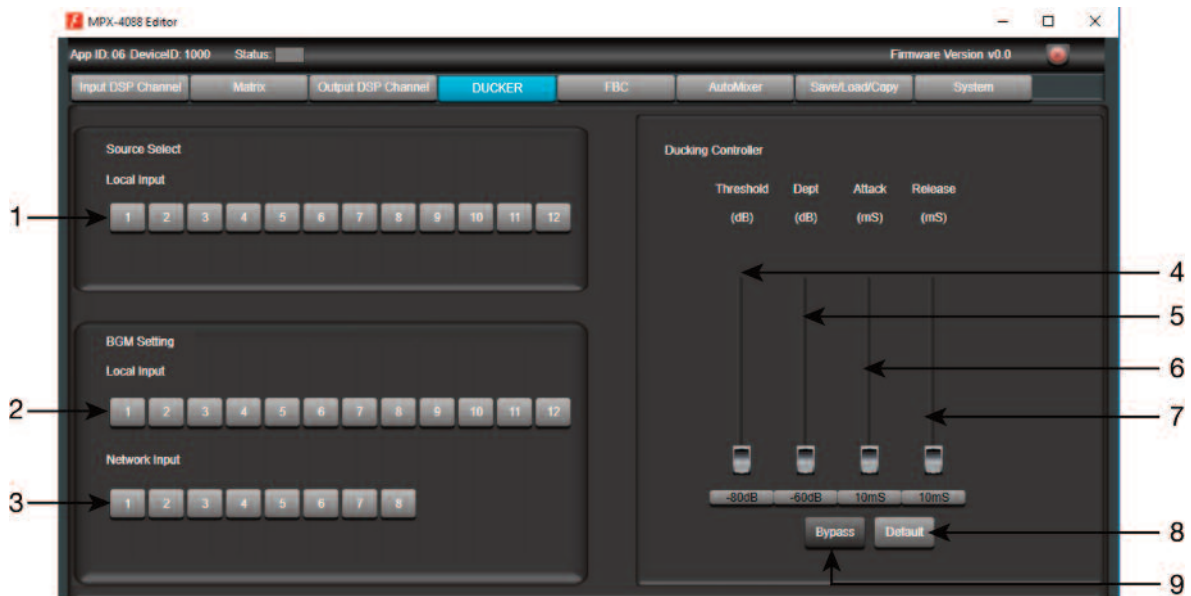 MPX-4088 Editor
App ID: 06 DeviceID: 1000 Status: Firmware Version v0.0
Input DSP Channel Matrix Output DSP Channel DUCKER FBC AutoMixer Save/Load/Copy System
Source Select
Local Input
1 1 2 3 4 5 6 7 8 9 10 11 12
BGM Setting
Local Input
2 1 2 3 4 5 6 7 8 9 10 11 12
Network Input
3 1 2 3 4 5 6 7 8
Ducking Controller
Threshold Dept Attack Release
(dB) (dB) (mS) (mS)
4
5
6
7
-80dB -60dB 10mS 10mS
Bypass Default 8
9